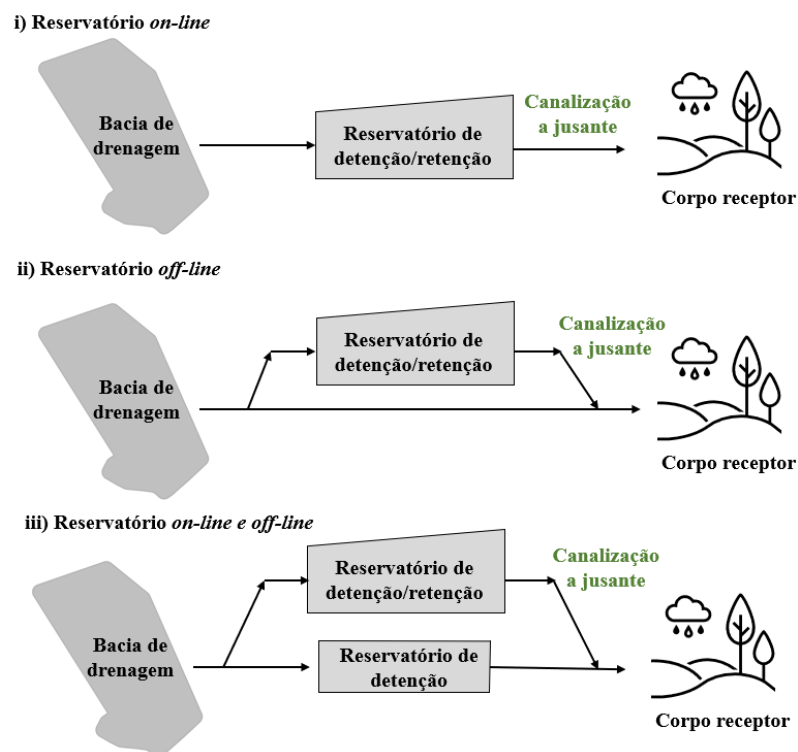 i) Reservatório on-line
Bacia de
drenagem
Reservatório de
detenção/retenção
Canalização
a jusante
Corpo receptor
ii) Reservatório off-line
Bacia de
drenagem
Reservatório de
detenção/retenção
Canalização
a jusante
Corpo receptor
iii) Reservatório on-line e off-line
Bacia de
drenagem
Reservatório de
detenção/retenção
Reservatório de
detenção
Canalização
a jusante
Corpo receptor